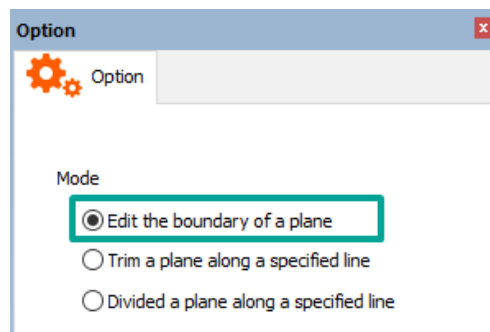 Option
Option
Mode
Edit the boundary of a plane
Trim a plane along a specified line
Divided a plane along a specified line